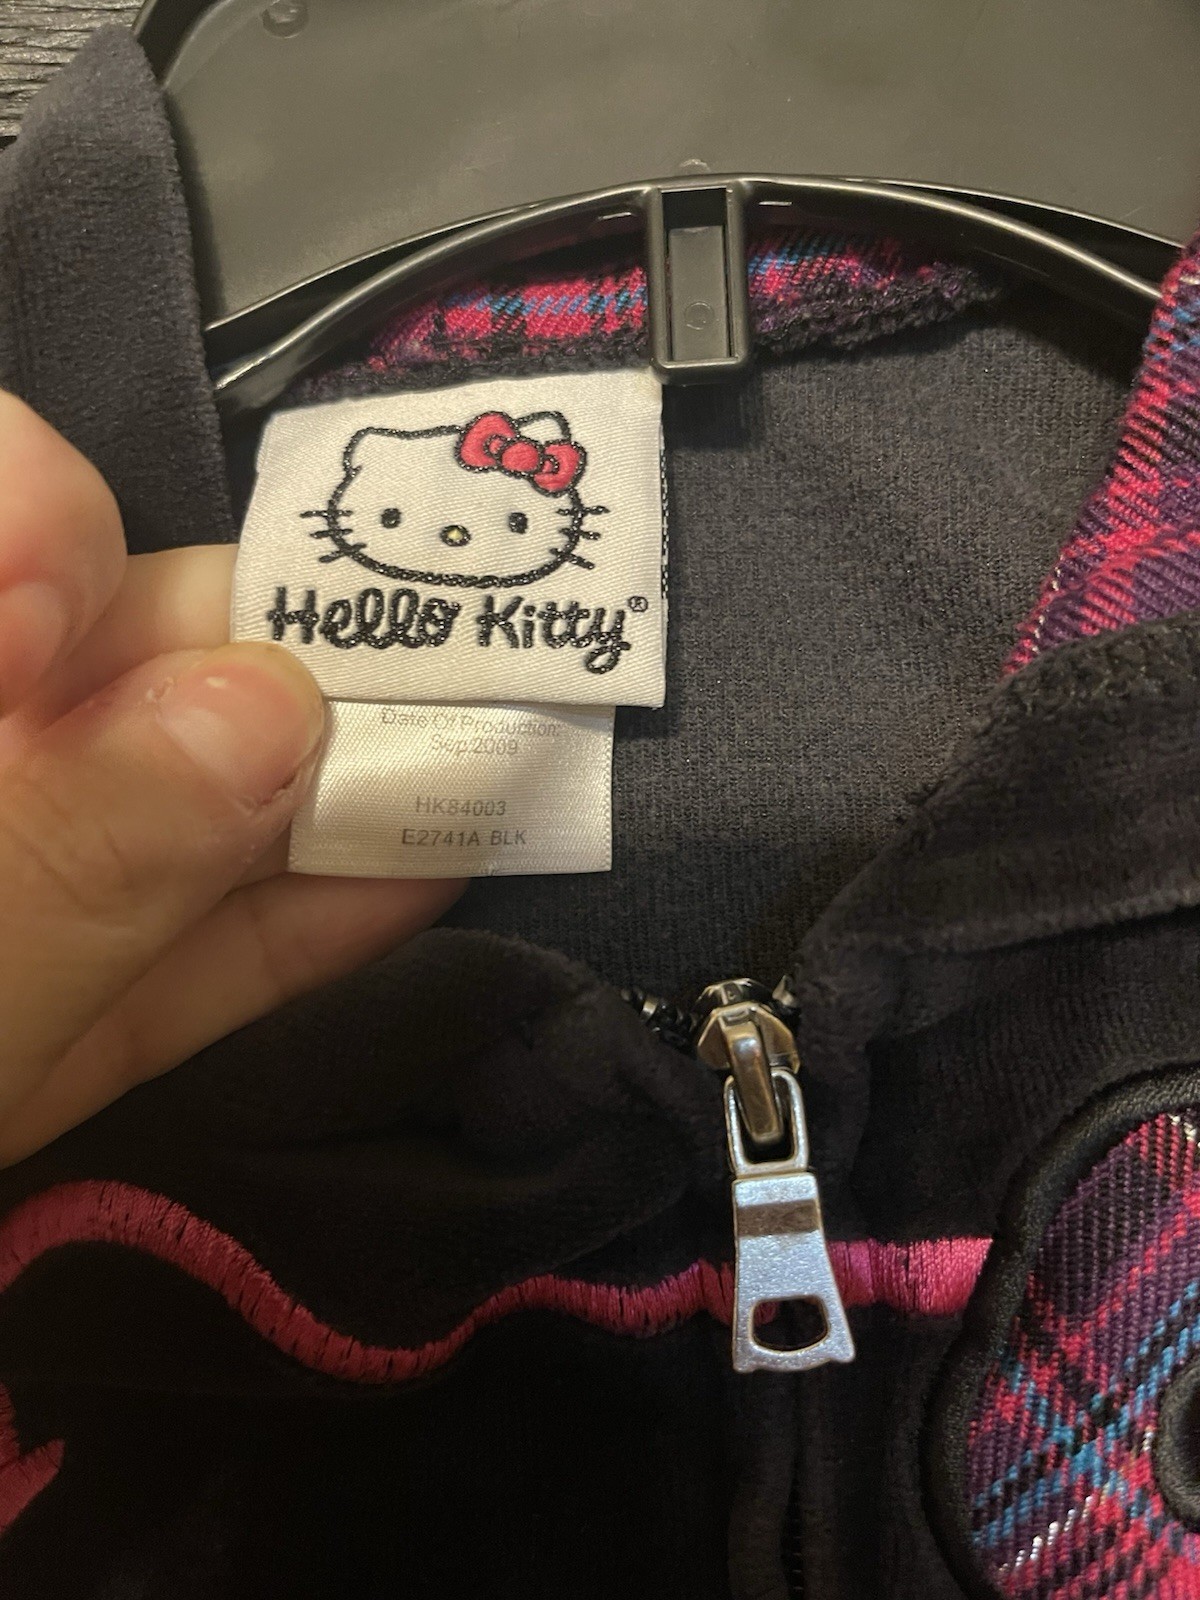 Hello Kitty®
Date Of Production:
Sep.2009
HK84003
E2741A BLK